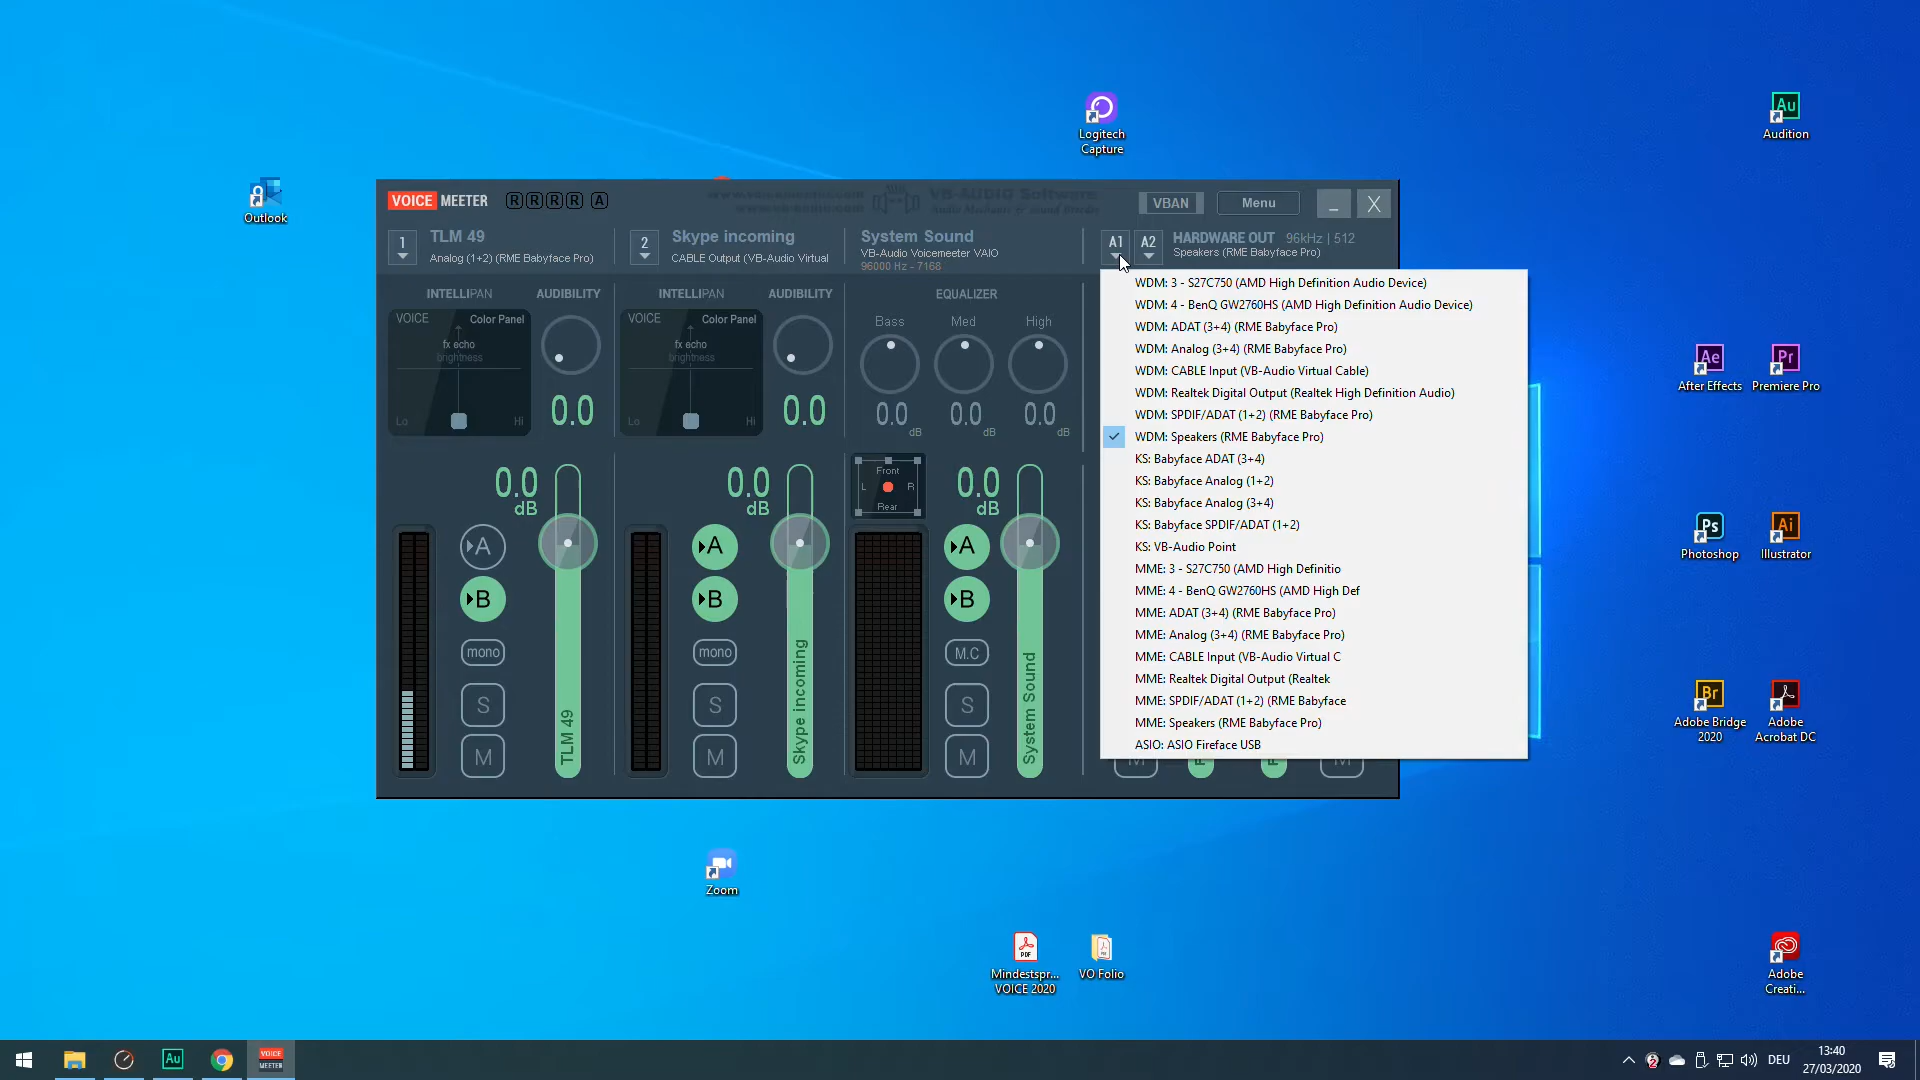 Logitech
Capture
Audition
Outlook
VOICE MEETER
R R R R A
www.vb-audio.com
VB-AUDIO Software
VBAN
Menu
_
X
1
TLM 49
Analog (1+2) (RME Babyface Pro)
2
Skype incoming
CABLE Output (VB-Audio Virtual
System Sound
VB-Audio Voicemeeter VAIO
96000 Hz - 7168
A1
A2
HARDWARE OUT 96kHz | 512
Speakers (RME Babyface Pro)
INTELLIPAN
AUDIBILITY
VOICE
Color Panel
fx echo
brightness
Lo
Hi
0.0
INTELLIPAN
AUDIBILITY
VOICE
Color Panel
fx echo
brightness
Lo
Hi
0.0
EQUALIZER
Bass
Med
High
0.0
dB
0.0
dB
0.0
dB
0.0
dB
A
B
mono
S
M
TLM 49
0.0
dB
A
B
mono
S
M
Skype incoming
Front
L
R
Rear
0.0
dB
A
B
M.C
S
M
System Sound
WDM: 3 - S27C750 (AMD High Definition Audio Device)
WDM: 4 - BenQ GW2760HS (AMD High Definition Audio Device)
WDM: ADAT (3+4) (RME Babyface Pro)
WDM: Analog (3+4) (RME Babyface Pro)
WDM: CABLE Input (VB-Audio Virtual Cable)
WDM: Realtek Digital Output (Realtek High Definition Audio)
WDM: SPDIF/ADAT (1+2) (RME Babyface Pro)
WDM: Speakers (RME Babyface Pro)
KS: Babyface ADAT (3+4)
KS: Babyface Analog (1+2)
KS: Babyface Analog (3+4)
KS: Babyface SPDIF/ADAT (1+2)
KS: VB-Audio Point
MME: 3 - S27C750 (AMD High Definitio
MME: 4 - BenQ GW2760HS (AMD High Def
MME: ADAT (3+4) (RME Babyface Pro)
MME: Analog (3+4) (RME Babyface Pro)
MME: CABLE Input (VB-Audio Virtual C
MME: Realtek Digital Output (Realtek
MME: SPDIF/ADAT (1+2) (RME Babyface
MME: Speakers (RME Babyface Pro)
ASIO: ASIO Fireface USB
After Effects
Premiere Pro
Photoshop
Illustrator
Adobe Bridge
2020
Adobe
Acrobat DC
Zoom
Mindestspr...
VOICE 2020
VO Folio
Adobe
Creati...
DEU
13:40
27/03/2020